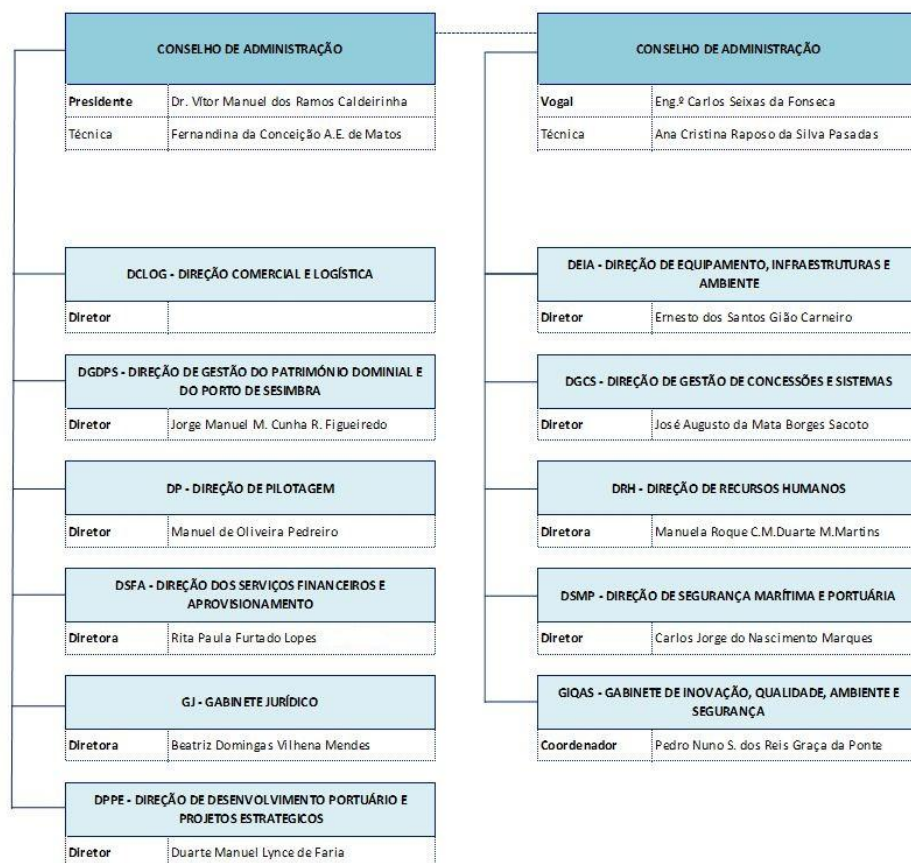 CONSELHO DE ADMINISTRAÇÃO
Presidente Dr. Vítor Manuel dos Ramos Caldeirinha
Técnica Fernandina da Conceição A.E. de Matos
DCLOG - DIREÇÃO COMERCIAL E LOGÍSTICA
Diretor
DGDPS - DIREÇÃO DE GESTÃO DO PATRIMÓNIO DOMINIAL E
DO PORTO DE SESIMBRA
Diretor Jorge Manuel M. Cunha R. Figueiredo
DP - DIREÇÃO DE PILOTAGEM
Diretor Manuel de Oliveira Pedreiro
DSFA - DIREÇÃO DOS SERVIÇOS FINANCEIROS E
APROVISIONAMENTO
Diretora Rita Paula Furtado Lopes
GJ - GABINETE JURÍDICO
Diretora Beatriz Domingas Vilhena Mendes
DPPE - DIREÇÃO DE DESENVOLVIMENTO PORTUÁRIO E
PROJETOS ESTRATEGICOS
Diretor Duarte Manuel Lynce de Faria
CONSELHO DE ADMINISTRAÇÃO
Vogal Eng.º Carlos Seixas da Fonseca
Técnica Ana Cristina Raposo da Silva Pasadas
DEIA - DIREÇÃO DE EQUIPAMENTO, INFRAESTRUTURAS E
AMBIENTE
Diretor Ernesto dos Santos Gião Carneiro
DGCS - DIREÇÃO DE GESTÃO DE CONCESSÕES E SISTEMAS
Diretor José Augusto da Mata Borges Sacoto
DRH - DIREÇÃO DE RECURSOS HUMANOS
Diretora Manuela Roque C.M.Duarte M.Martins
DSMP - DIREÇÃO DE SEGURANÇA MARÍTIMA E PORTUÁRIA
Diretor Carlos Jorge do Nascimento Marques
GIQAS - GABINETE DE INOVAÇÃO, QUALIDADE, AMBIENTE E
SEGURANÇA
Coordenador Pedro Nuno S. dos Reis Graça da Ponte